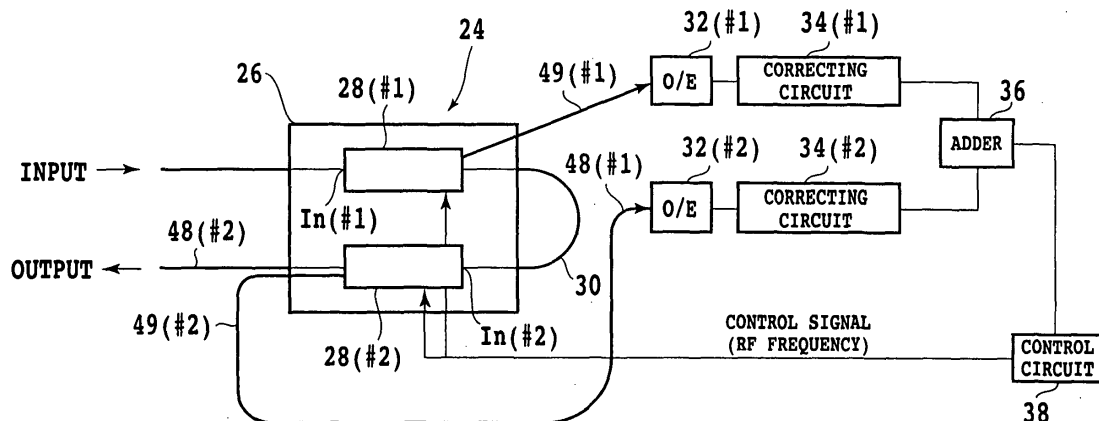 24
32(#1)
34(#1)
26
28(#1)
49(#1)
O/E
CORRECTING
CIRCUIT
36
ADDER
INPUT
In(#1)
48(#1)
32(#2)
34(#2)
O/E
CORRECTING
CIRCUIT
48(#2)
OUTPUT
30
49(#2)
28(#2)
In(#2)
CONTROL SIGNAL
(RF FREQUENCY)
CONTROL
CIRCUIT
38